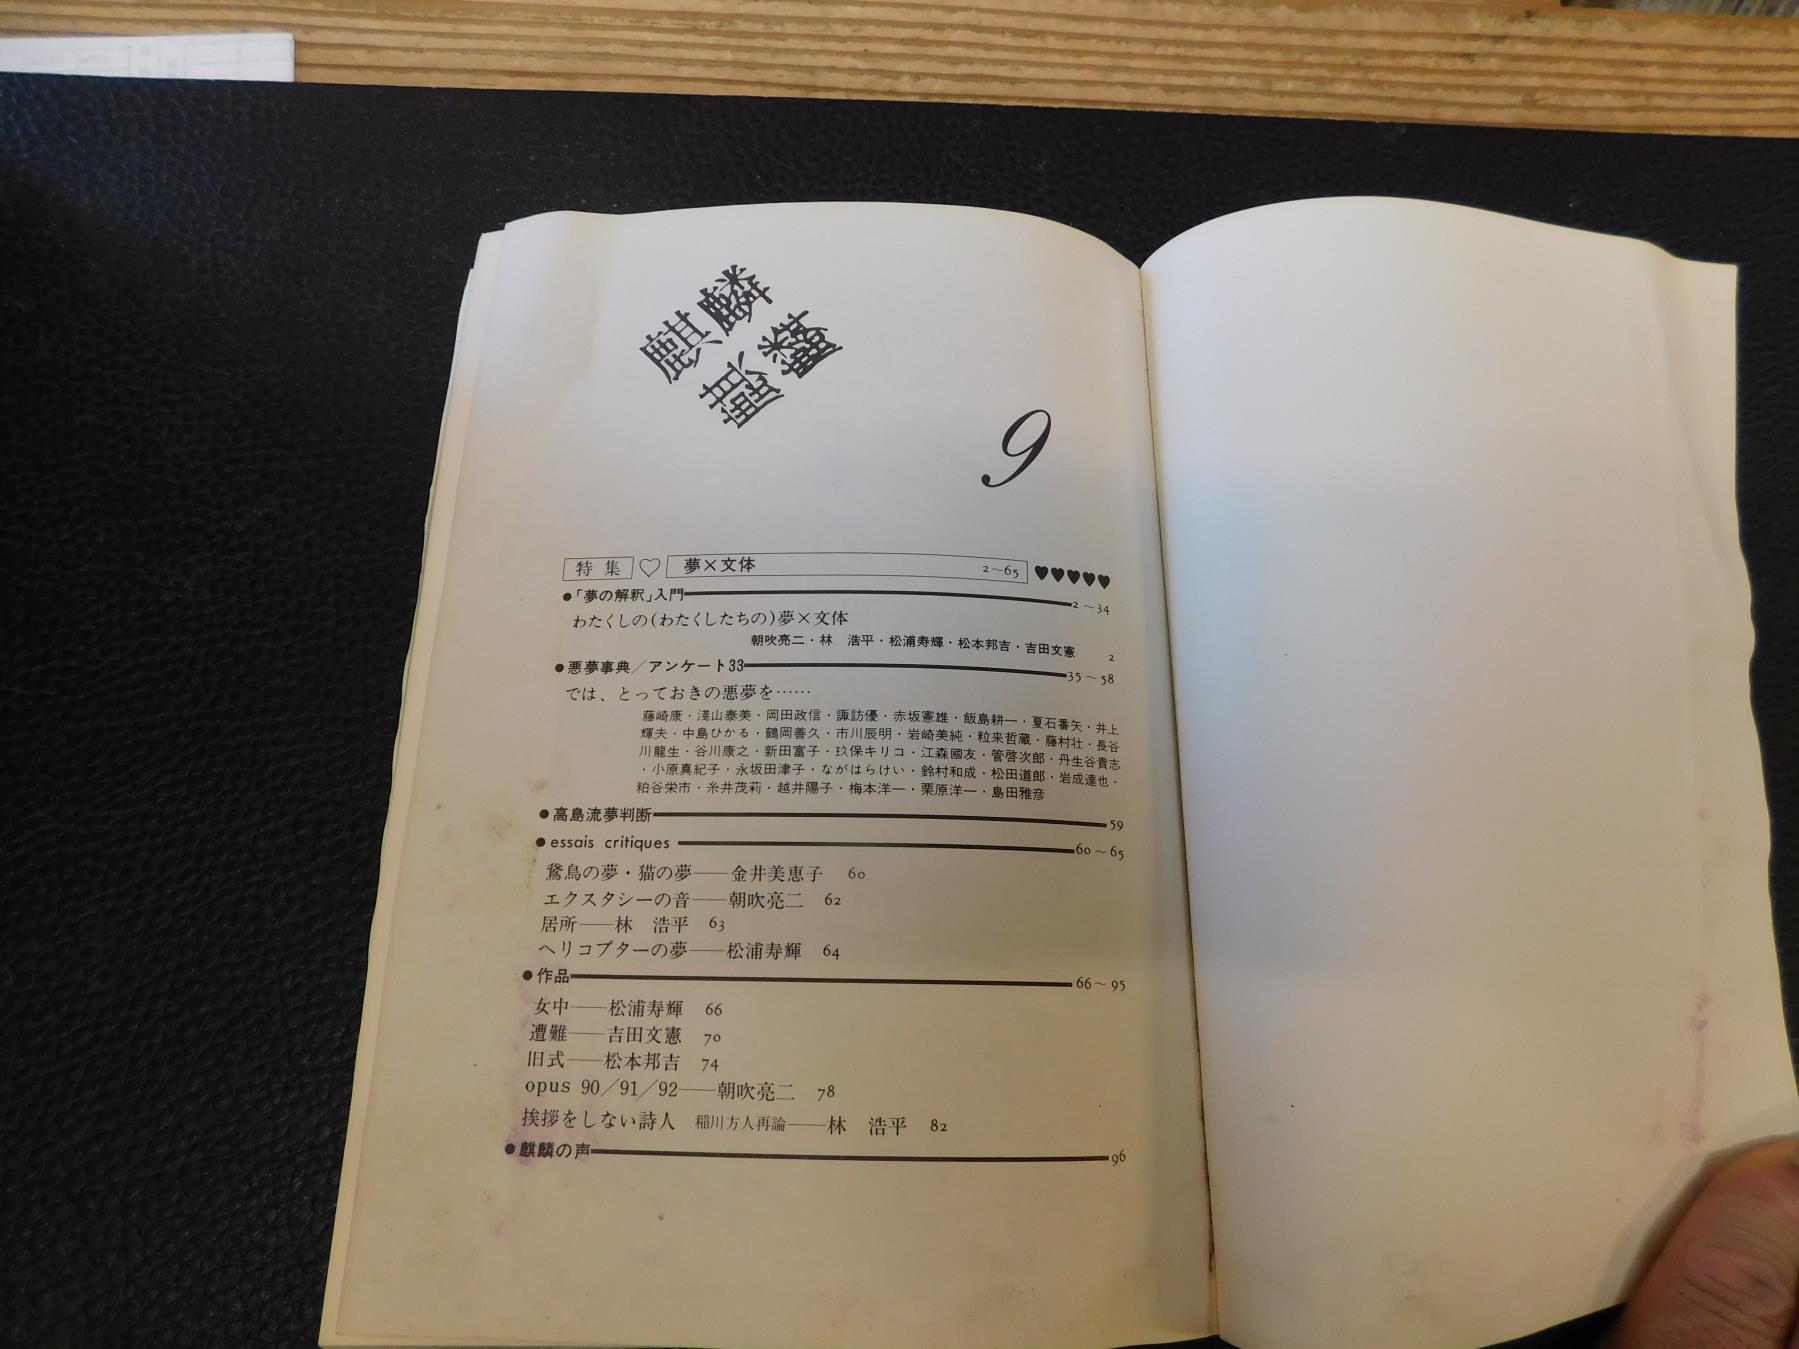 麒麟
麒麟
9
特集 ♡ 夢×文体 2～65 ♥♥♥♥♥
●「夢の解釈」入門 2～34
わたくしの(わたくしたちの)夢×文体
朝吹亮二・林 浩平・松浦寿輝・松本邦吉・吉田文憲 2
●悪夢事典／アンケート33 35～58
では、とっておきの悪夢を……
藤崎康・淺山泰美・岡田政信・諏訪優・赤坂憲雄・飯島耕一・夏石番矢・井上
輝夫・中島ひかる・鶴岡善久・市川辰明・岩崎美純・粒来哲蔵・藤村壮・長谷
川龍生・谷川康之・新田富子・玖保キリコ・江森國友・管啓次郎・丹生谷貴志
・小原真紀子・永坂田津子・ながはらけい・鈴村和成・松田道郎・岩成達也・
粕谷栄市・糸井茂莉・越井陽子・梅本洋一・栗原洋一・島田雅彦
●高島流夢判断 59
●essais critiques 60～65
鵞鳥の夢・猫の夢――金井美恵子 60
エクスタシーの音――朝吹亮二 62
居所――林 浩平 63
ヘリコプターの夢――松浦寿輝 64
●作品 66～95
女中――松浦寿輝 66
遭難――吉田文憲 70
旧式――松本邦吉 74
opus 90／91／92――朝吹亮二 78
挨拶をしない詩人 稲川方人再論――林 浩平 82
●麒麟の声 96